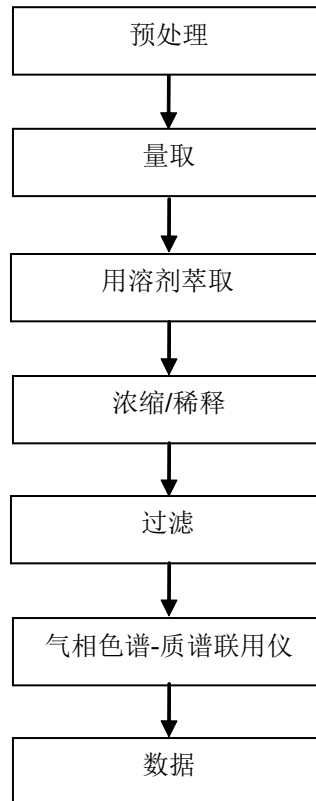 预处理
量取
用溶剂萃取
浓缩/稀释
过滤
气相色谱-质谱联用仪
数据